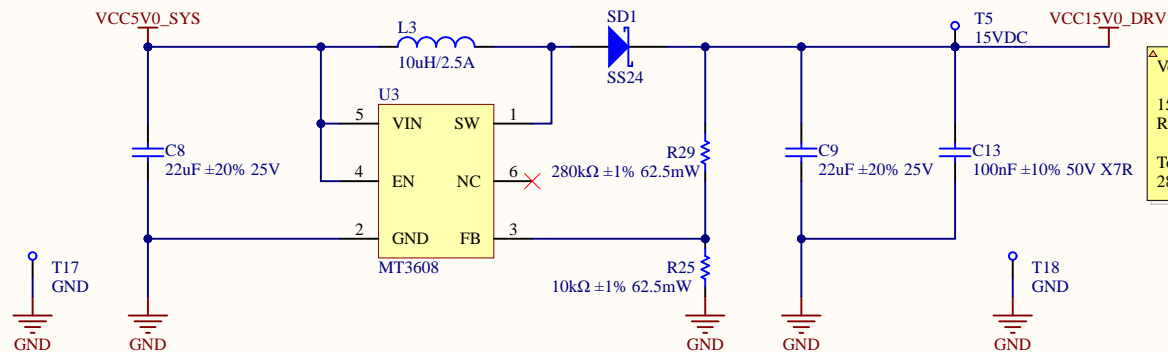 VCC5V0_SYS
L3
10uH/2.5A
SD1
SS24
T5
15VDC
VCC15V0_DRV
U3
MT3608
5 VIN
SW 1
4 EN
NC 6
2 GND
FB 3
C8
22uF ±20% 25V
R29
280kΩ ±1% 62.5mW
R25
10kΩ ±1% 62.5mW
C9
22uF ±20% 25V
C13
100nF ±10% 50V X7R
T17
GND
T18
GND
GND
GND
GND
GND
GND
15
28